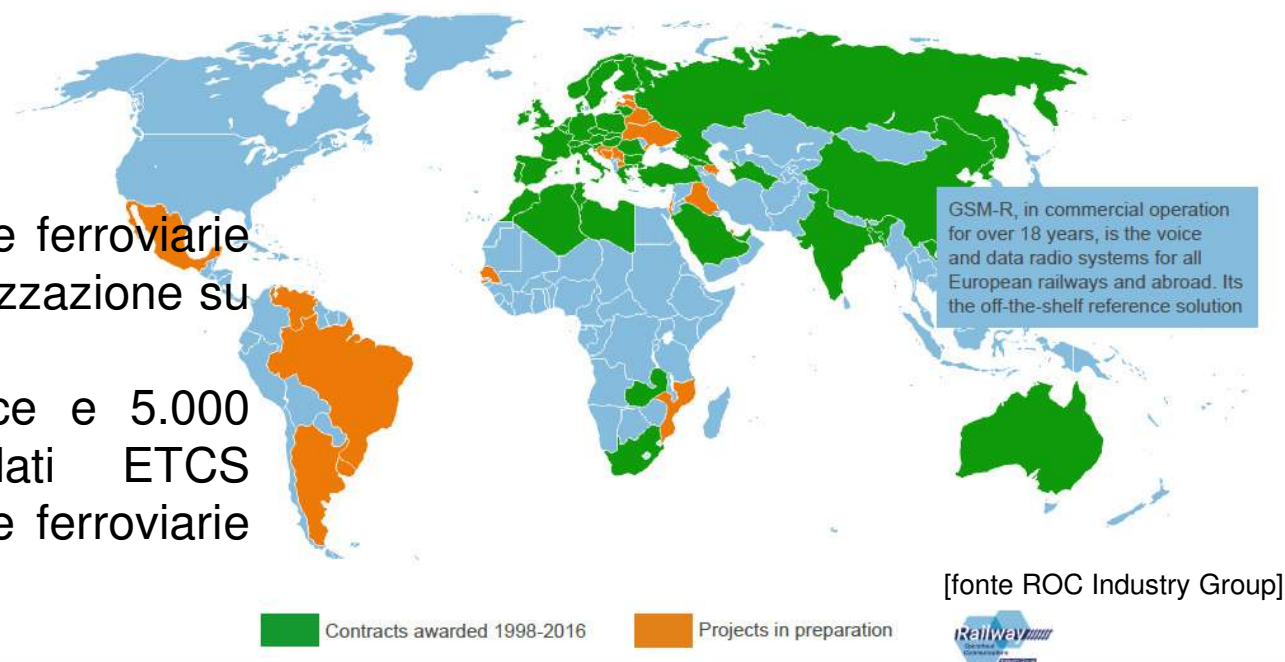 e ferroviarie
izzazione su
ce e 5.000
lati ETCS
e ferroviarie
GSM-R, in commercial operation
for over 18 years, is the voice
and data radio systems for all
European railways and abroad. Its
the off-the-shelf reference solution
[fonte ROC Industry Group]
Contracts awarded 1998-2016
Projects in preparation
Railway